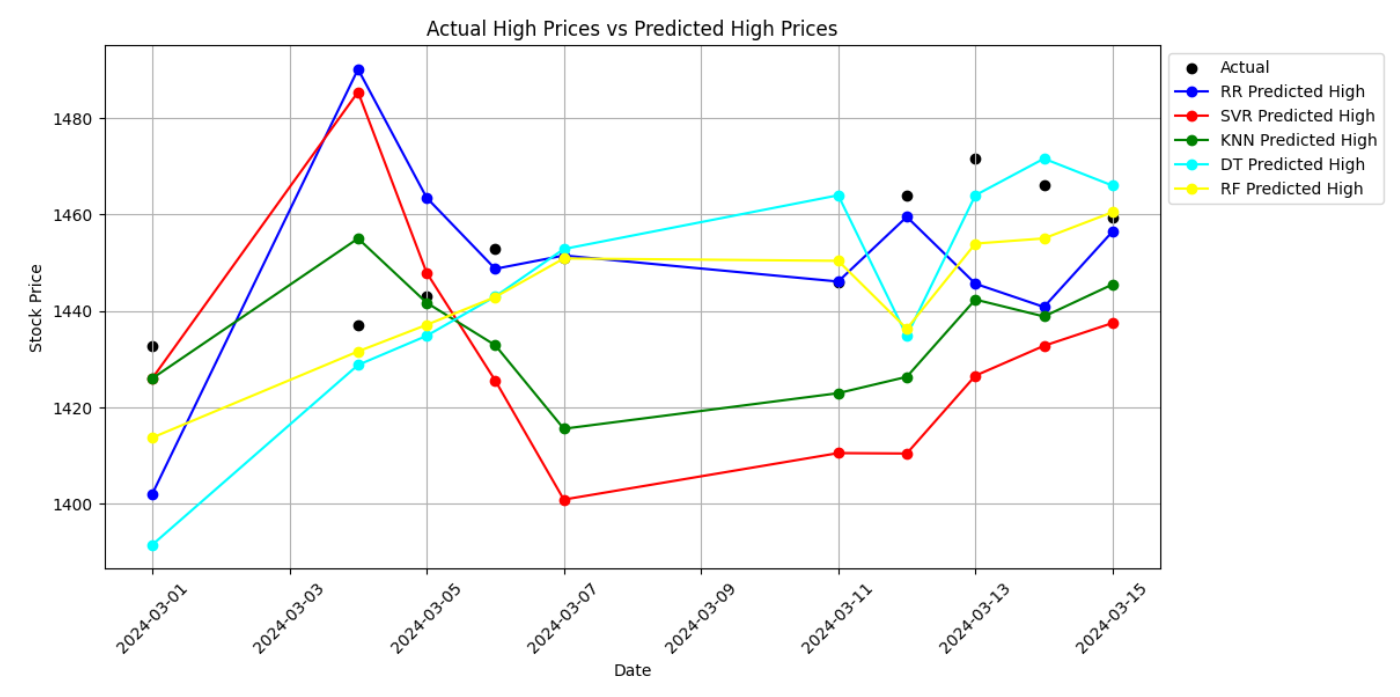 Actual High Prices vs Predicted High Prices
Actual
RR Predicted High
SVR Predicted High
KNN Predicted High
DT Predicted High
RF Predicted High
Stock Price
1480
1460
1440
1420
1400
2024-03-01
2024-03-03
2024-03-05
2024-03-07
2024-03-09
2024-03-11
2024-03-13
2024-03-15
Date